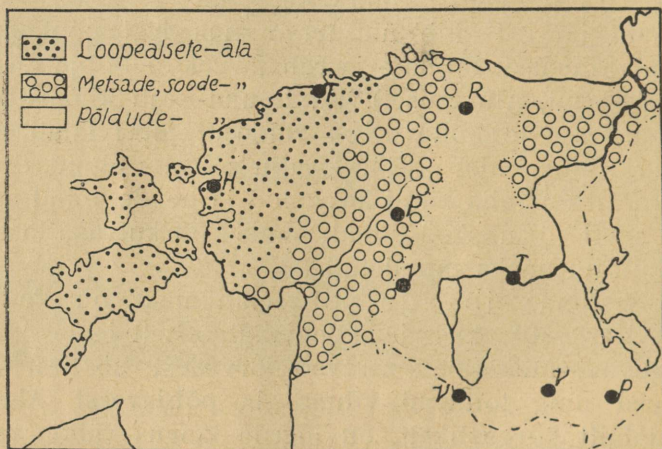 Loopealsete-ala
Metsade, soode- "
Põldude- "
T
R
H
P
V
T
V
V
P